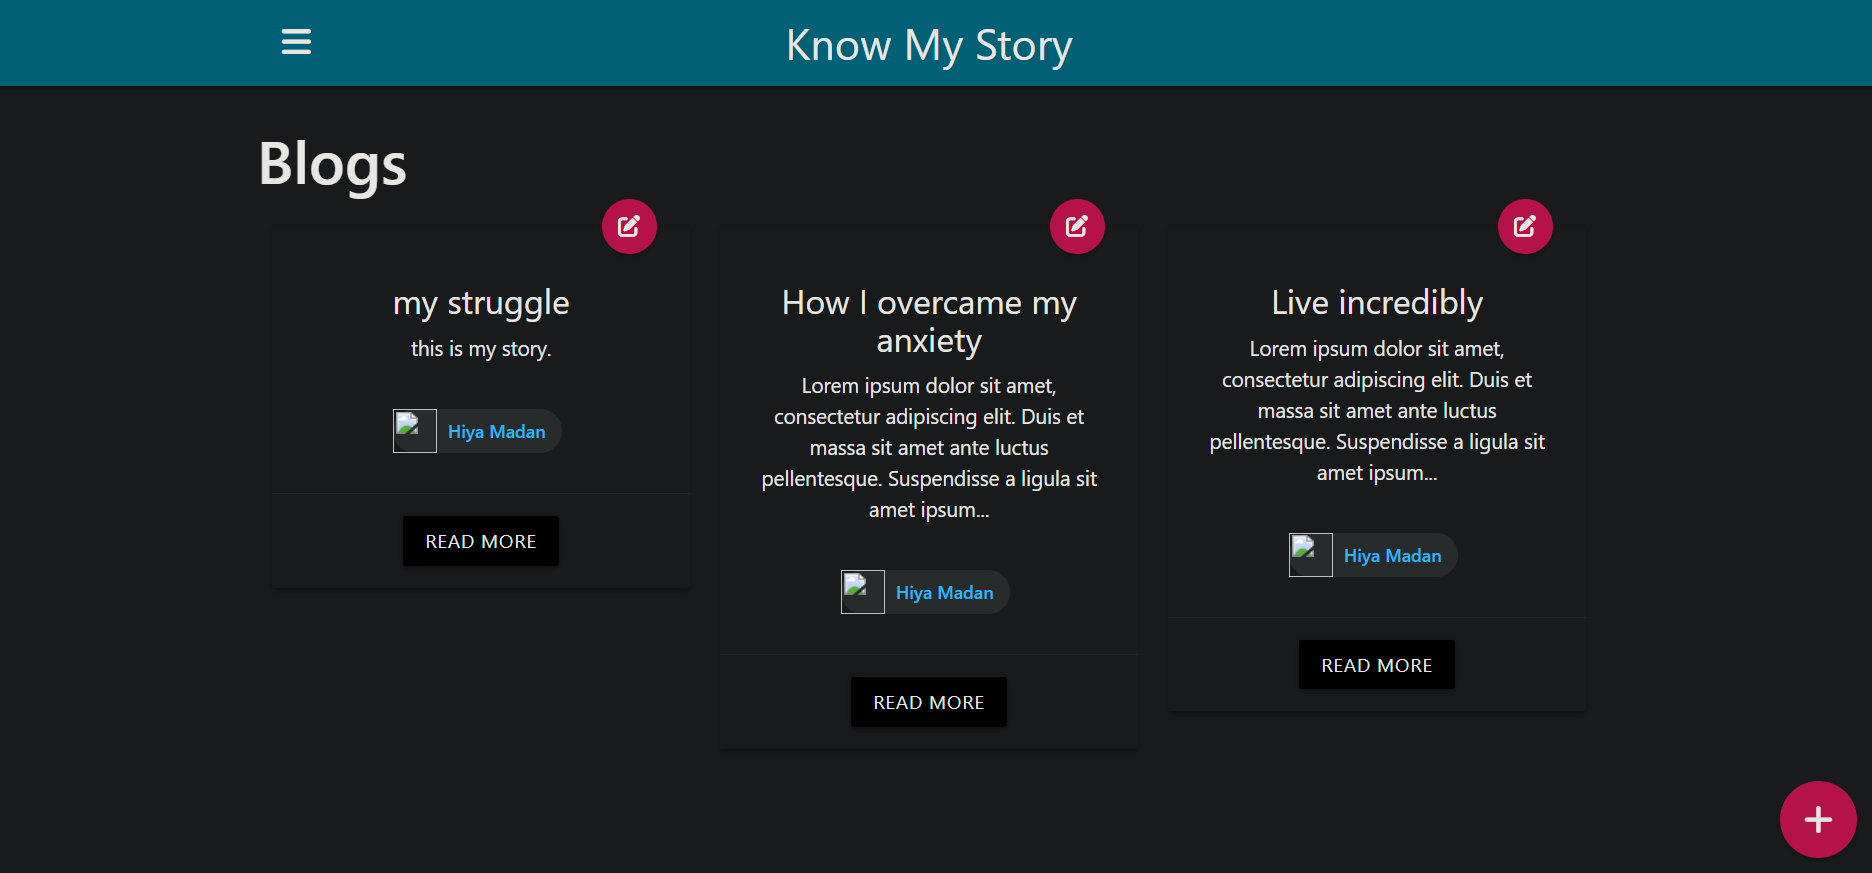 Know My Story
Blogs
my struggle
this is my story.
Hiya Madan
READ MORE
How I overcame my
anxiety
Lorem ipsum dolor sit amet,
consectetur adipiscing elit. Duis et
massa sit amet ante luctus
pellentesque. Suspendisse a ligula sit
amet ipsum...
Hiya Madan
READ MORE
Live incredibly
Lorem ipsum dolor sit amet,
consectetur adipiscing elit. Duis et
massa sit amet ante luctus
pellentesque. Suspendisse a ligula sit
amet ipsum...
Hiya Madan
READ MORE